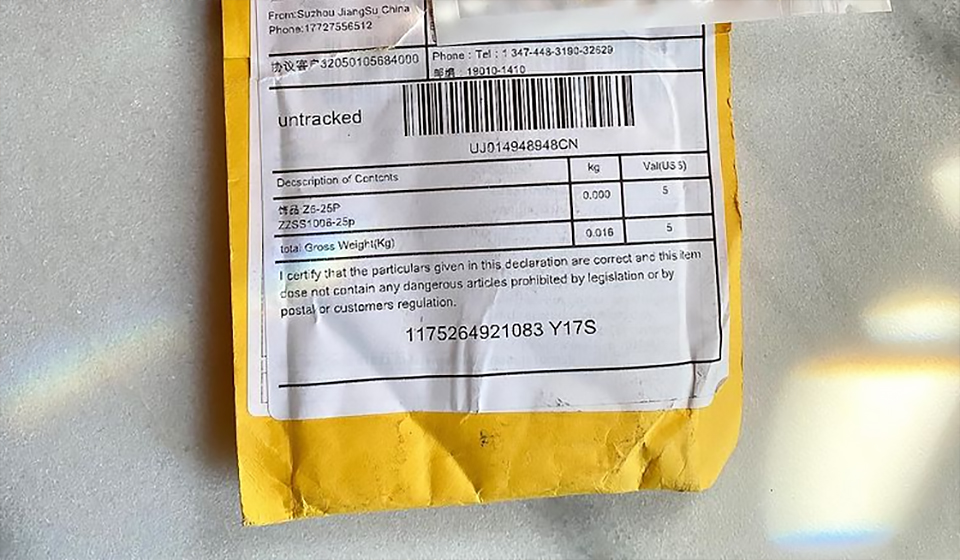 From:Suzhou JiangSu China
Phone:17727556512
协议客户32050105684000
Phone : Tel : 1 347-448-3190-32629
邮编 : 19010-1410
untracked
UJ014948948CN
Decscription of Contents kg Val(US $)
饰品 Z6-25P 0.000 5
ZZSS1006-25p
total Gross Weight(Kg) 0.016 5
I certify that the particulars given in this declaration are correct and this item
dose not contain any dangerous articles prohibited by legislation or by
postal or customers regulation.
1175264921083 Y17S